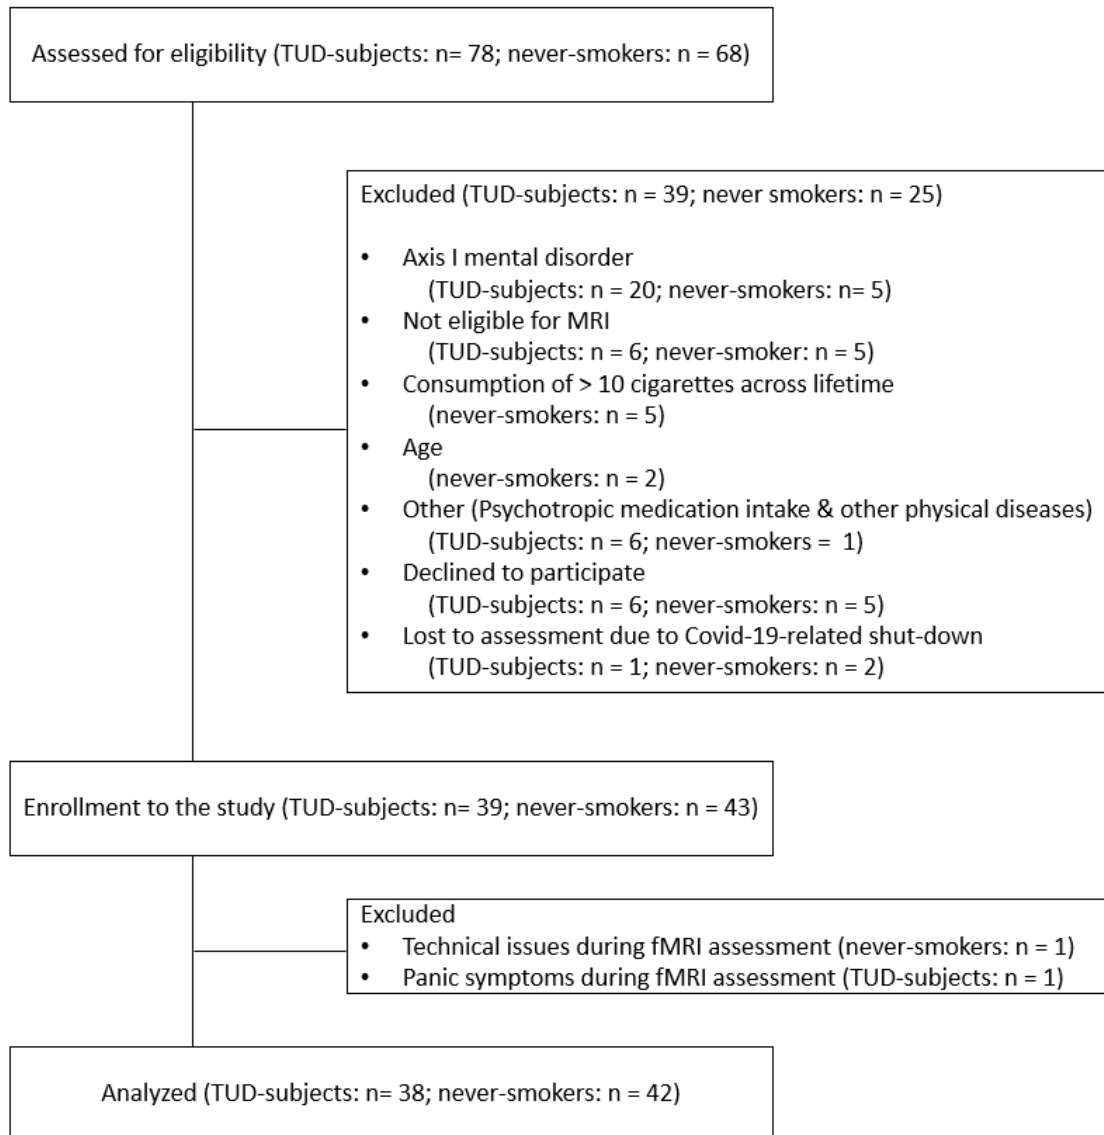 Assessed for eligibility (TUD-subjects: n= 78; never-smokers: n = 68)
Excluded (TUD-subjects: n = 39; never smokers: n = 25)
• Axis I mental disorder
(TUD-subjects: n = 20; never-smokers: n= 5)
• Not eligible for MRI
(TUD-subjects: n = 6; never-smoker: n = 5)
• Consumption of > 10 cigarettes across lifetime
(never-smokers: n = 5)
• Age
(never-smokers: n = 2)
• Other (Psychotropic medication intake & other physical diseases)
(TUD-subjects: n = 6; never-smokers =  1)
• Declined to participate
(TUD-subjects: n = 6; never-smokers: n = 5)
• Lost to assessment due to Covid-19-related shut-down
(TUD-subjects: n = 1; never-smokers: n = 2)
Enrollment to the study (TUD-subjects: n= 39; never-smokers: n = 43)
Excluded
• Technical issues during fMRI assessment (never-smokers: n = 1)
• Panic symptoms during fMRI assessment (TUD-subjects: n = 1)
Analyzed (TUD-subjects: n= 38; never-smokers: n = 42)